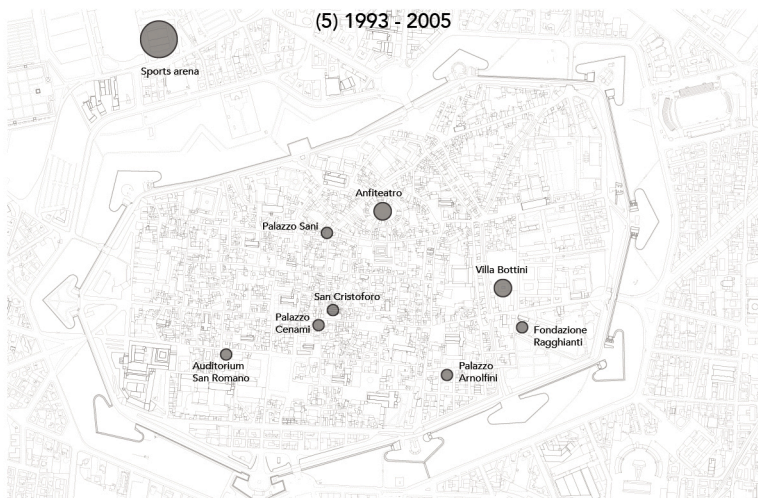 (5) 1993 - 2005
Sports arena
Anfiteatro
Palazzo Sani
Villa Bottini
San Cristoforo
Palazzo
Cenami
Fondazione
Ragghianti
Auditorium
San Romano
Palazzo
Arnolfini